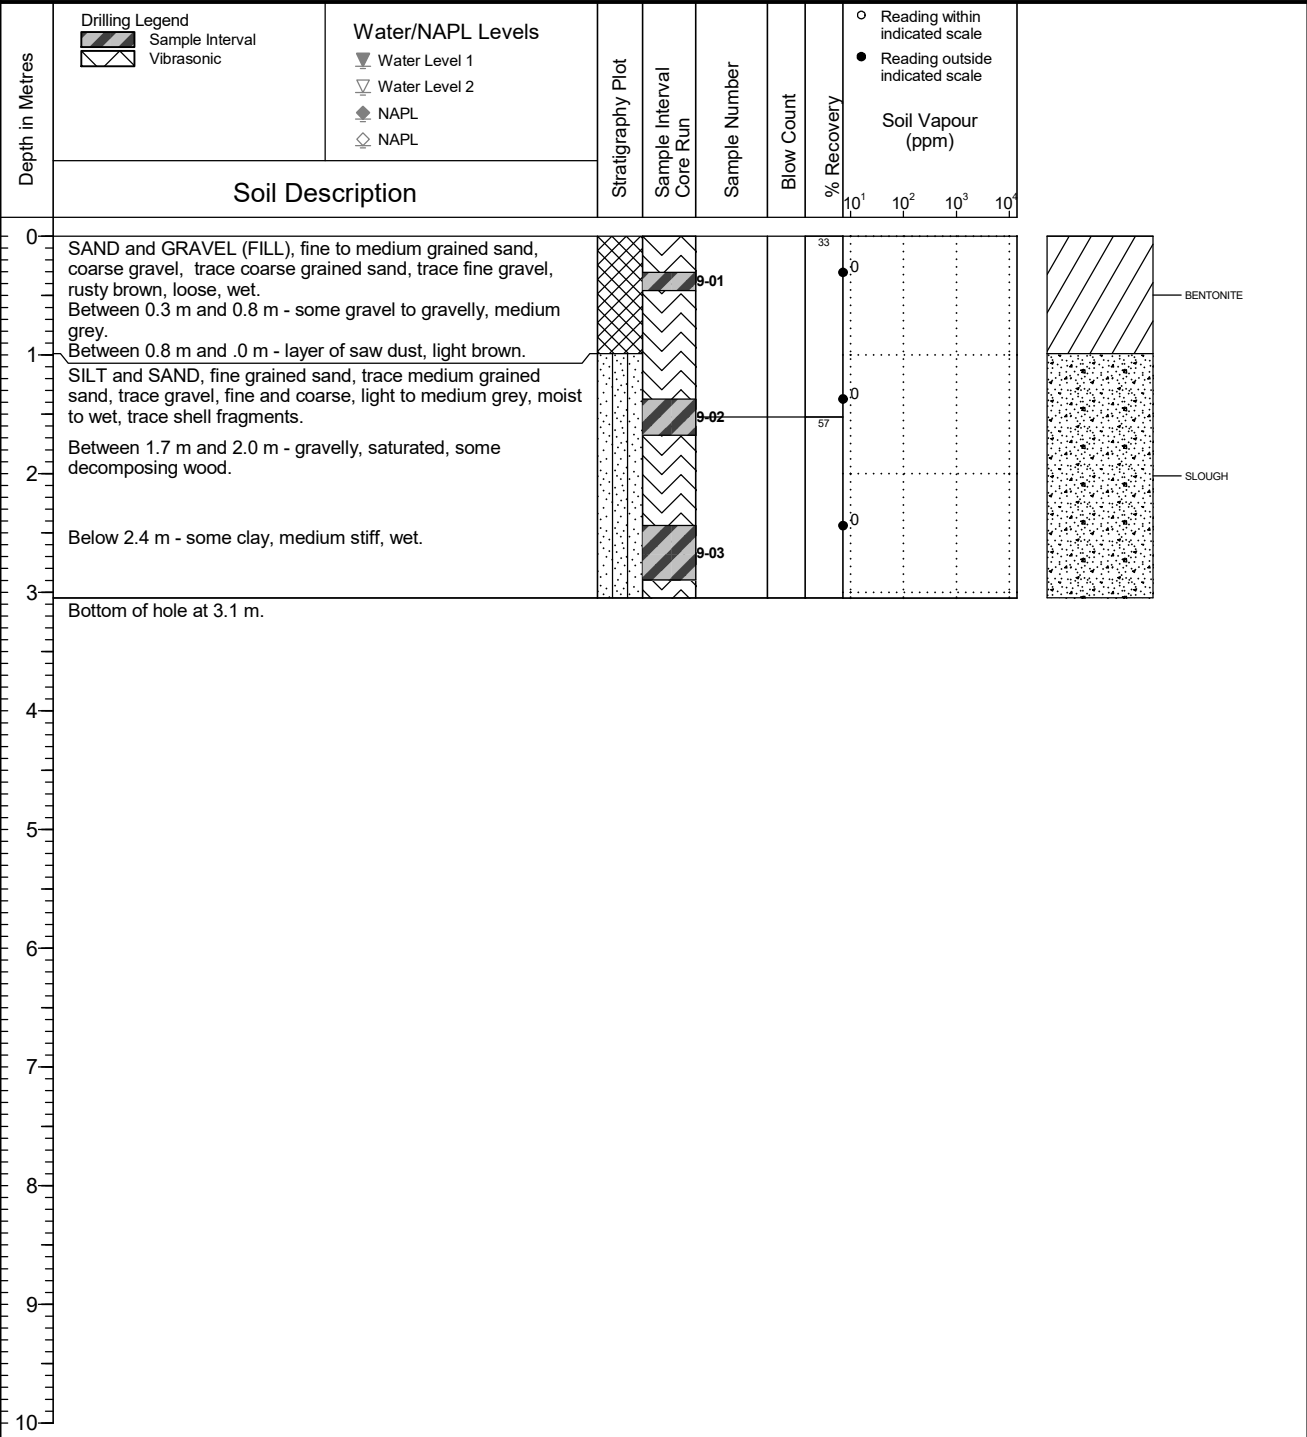 Depth in Metres
Drilling Legend
Sample Interval
Vibrasonic
Water/NAPL Levels
Water Level 1
Water Level 2
NAPL
NAPL
Soil Description
Stratigraphy Plot
Sample Interval
Core Run
Sample Number
Blow Count
% Recovery
Reading within
indicated scale
Reading outside
indicated scale
Soil Vapour
(ppm)
10¹ 10² 10³ 10⁴
0
SAND and GRAVEL (FILL), fine to medium grained sand,
coarse gravel, trace coarse grained sand, trace fine gravel,
rusty brown, loose, wet.
Between 0.3 m and 0.8 m - some gravel to gravelly, medium
grey.
Between 0.8 m and .0 m - layer of saw dust, light brown.
33
9-01
0
BENTONITE
1
SILT and SAND, fine grained sand, trace medium grained
sand, trace gravel, fine and coarse, light to medium grey, moist
to wet, trace shell fragments.
9-02
0
57
Between 1.7 m and 2.0 m - gravelly, saturated, some
decomposing wood.
2
SLOUGH
Below 2.4 m - some clay, medium stiff, wet.
0
9-03
3
Bottom of hole at 3.1 m.
4
5
6
7
8
9
10